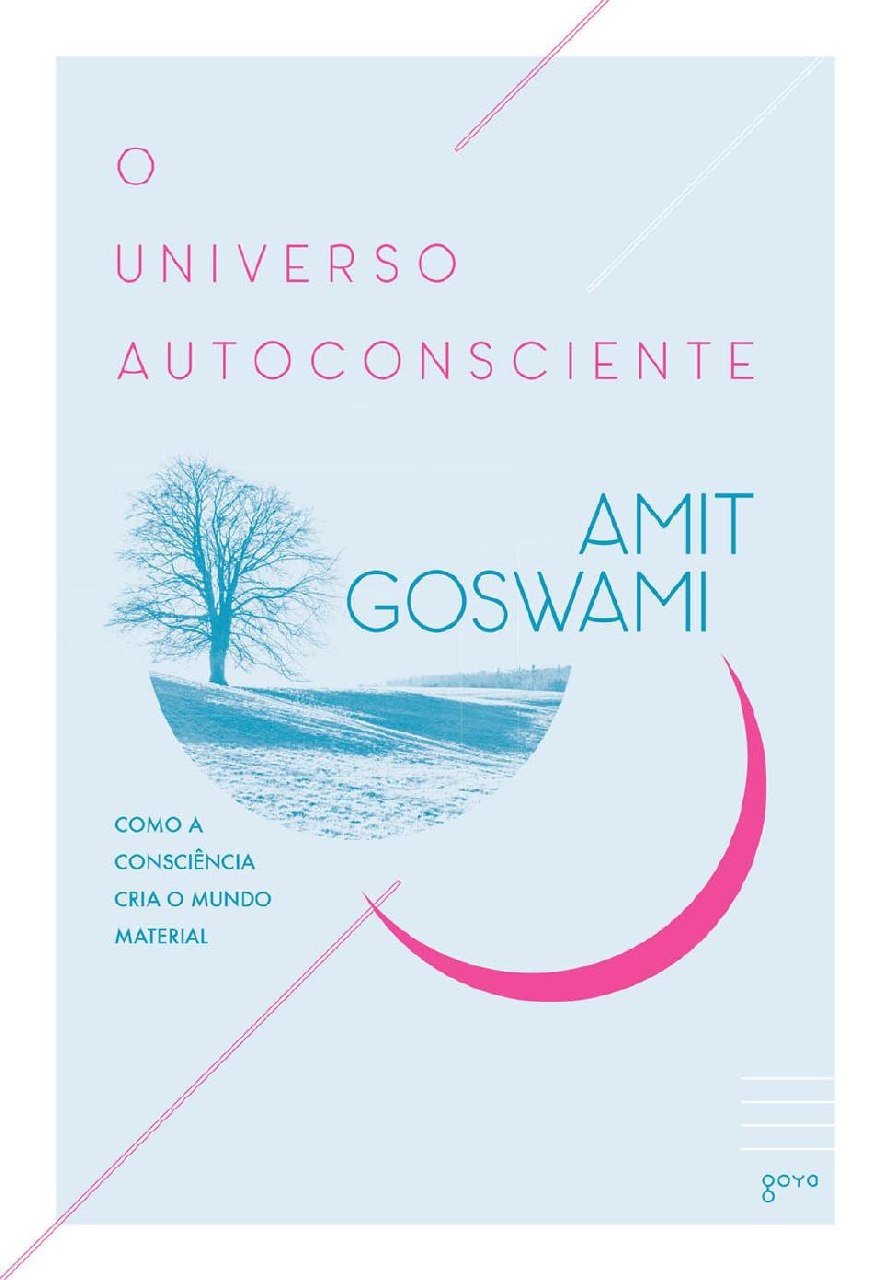 O
UNIVERSO
AUTOCONSCIENTE
AMIT
GOSWAMI
COMO A
CONSCIÊNCIA
CRIA O MUNDO
MATERIAL
goya